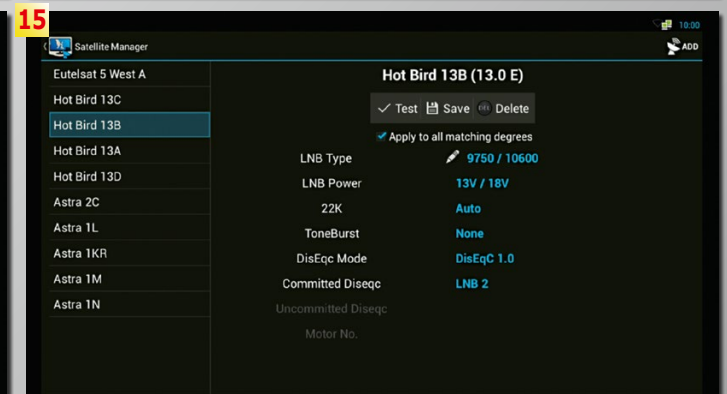 15
10:00
Satellite Manager
ADD
Eutelsat 5 West A
Hot Bird 13C
Hot Bird 13B
Hot Bird 13A
Hot Bird 13D
Astra 2C
Astra 1L
Astra 1KR
Astra 1M
Astra 1N
Hot Bird 13B (13.0 E)
Test Save DEL Delete
Apply to all matching degrees
LNB Type 9750 / 10600
LNB Power 13V / 18V
22K Auto
ToneBurst None
DisEqc Mode DisEqC 1.0
Committed Diseqc LNB 2
Uncommitted Diseqc
Motor No.